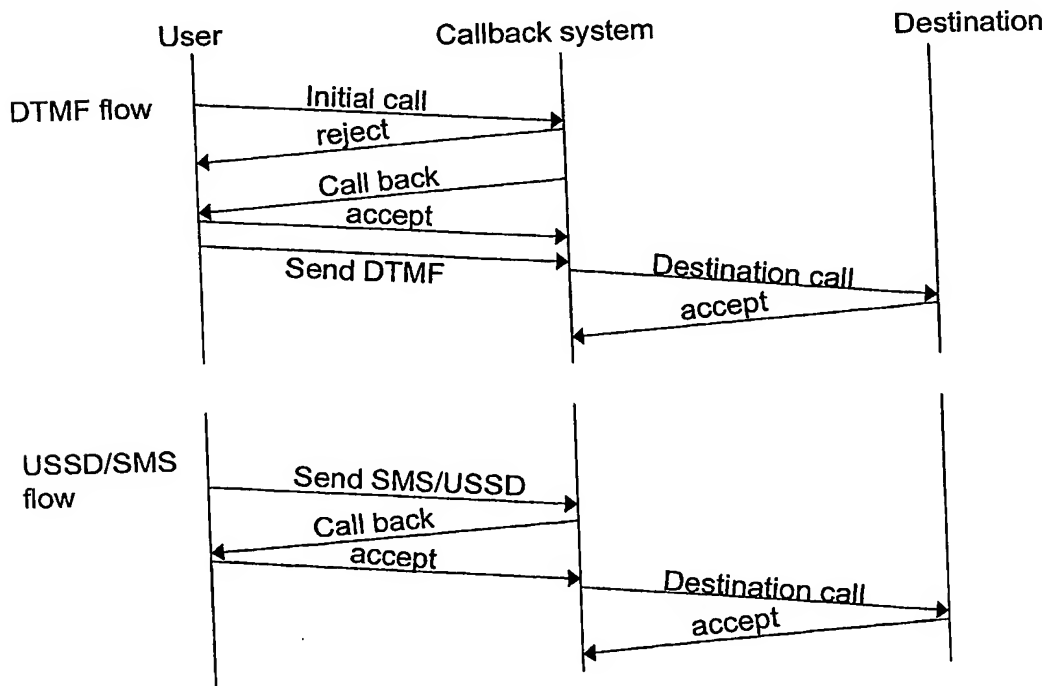 User
Callback system
Destination
DTMF flow
Initial call
reject
Call back
accept
Send DTMF
Destination call
accept
USSD/SMS
flow
Send SMS/USSD
Call back
accept
Destination call
accept